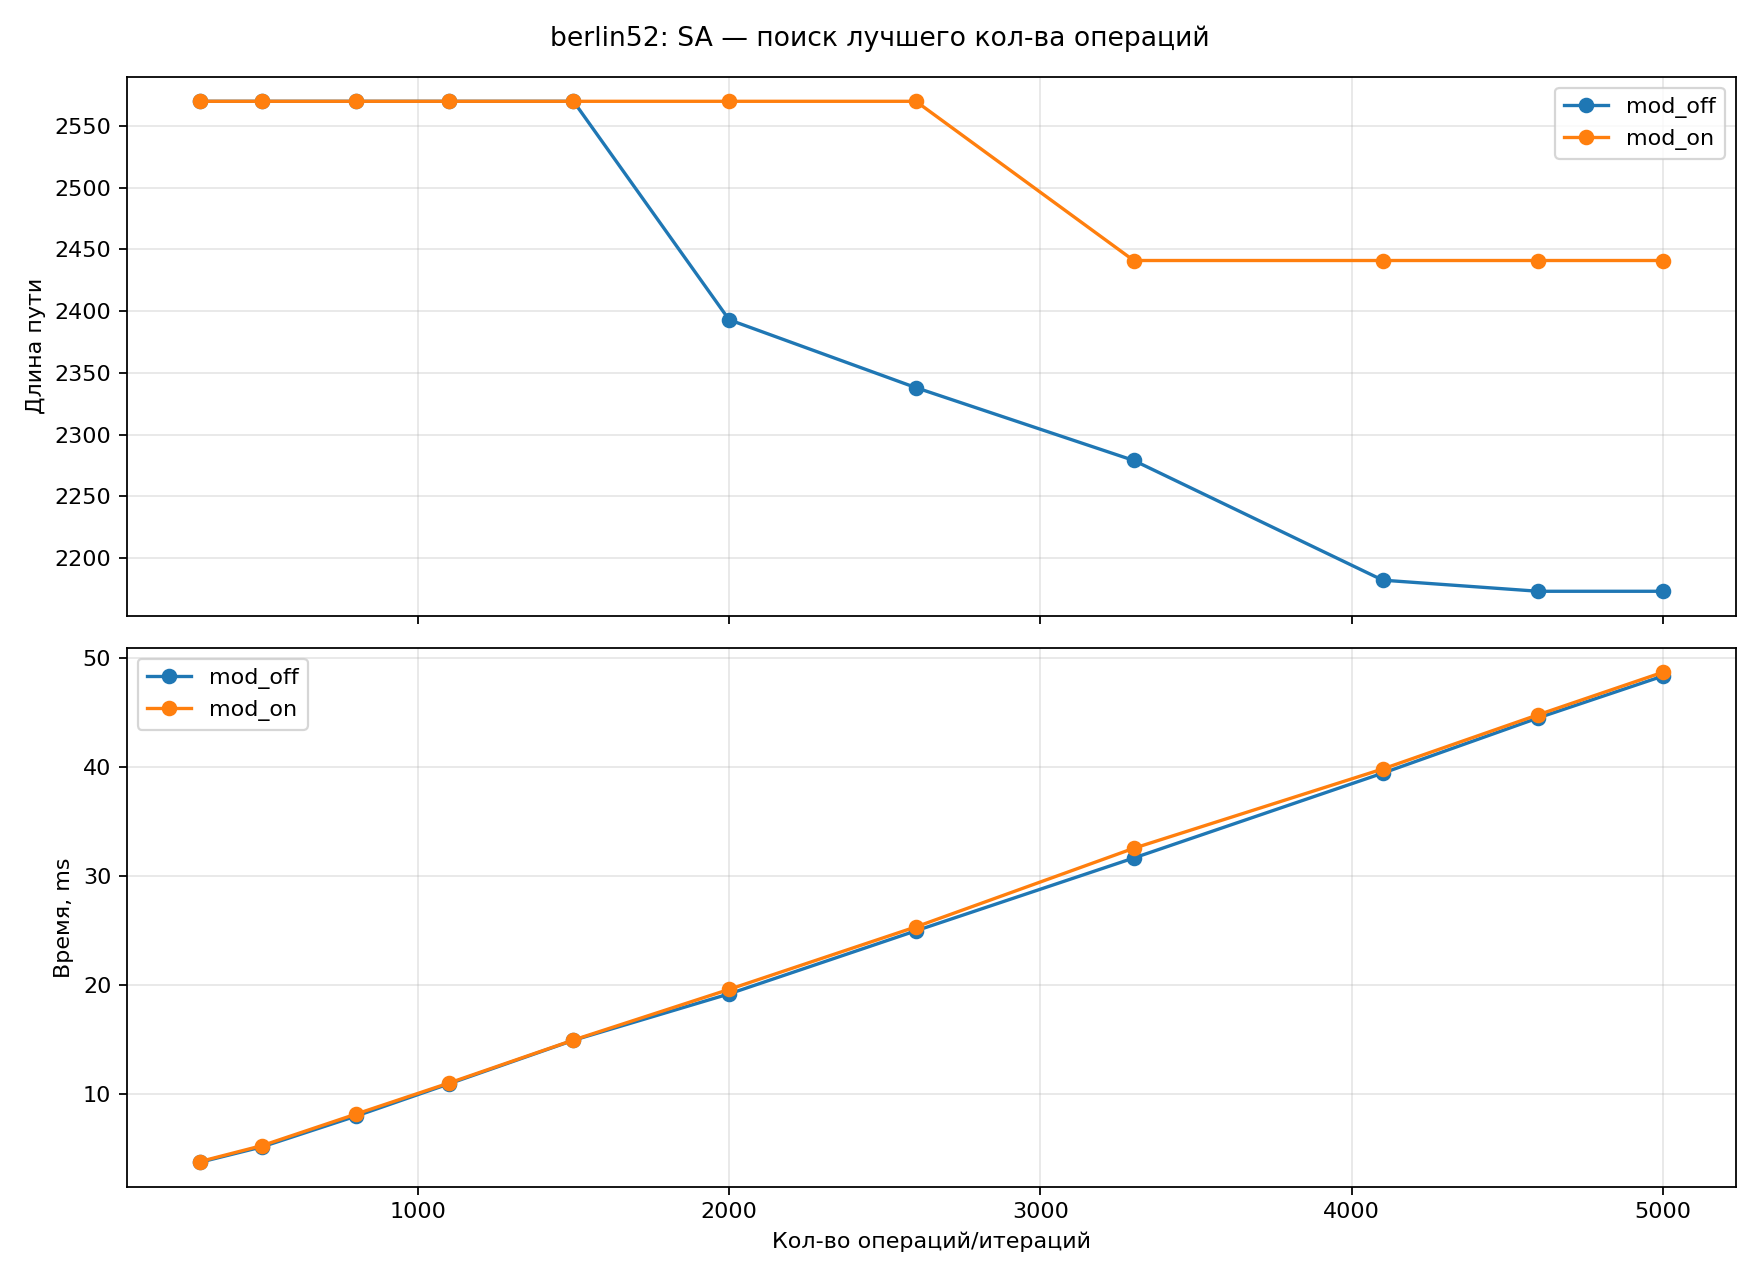 berlin52: SA — поиск лучшего кол-ва операций
Длина пути
2550
2500
2450
2400
2350
2300
2250
2200
mod_off
mod_on
Время, ms
50
40
30
20
10
mod_off
mod_on
1000 2000 3000 4000 5000
Кол-во операций/итераций